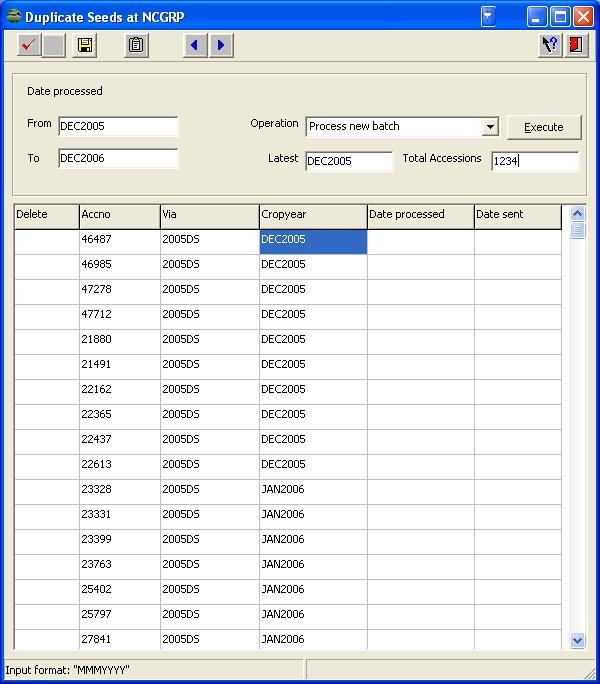 Duplicate Seeds at NCGRP
Date processed
From DEC2005 Operation Process new batch Execute
To DEC2006 Latest DEC2005 Total Accessions 1234
Delete Accno Via Cropyear Date processed Date sent
46487 2005DS DEC2005
46985 2005DS DEC2005
47278 2005DS DEC2005
47712 2005DS DEC2005
21880 2005DS DEC2005
21491 2005DS DEC2005
22162 2005DS DEC2005
22365 2005DS DEC2005
22437 2005DS DEC2005
22613 2005DS DEC2005
23328 2005DS JAN2006
23331 2005DS JAN2006
23399 2005DS JAN2006
23763 2005DS JAN2006
25402 2005DS JAN2006
25797 2005DS JAN2006
27841 2005DS JAN2006
Input format: "MMMYYYY"